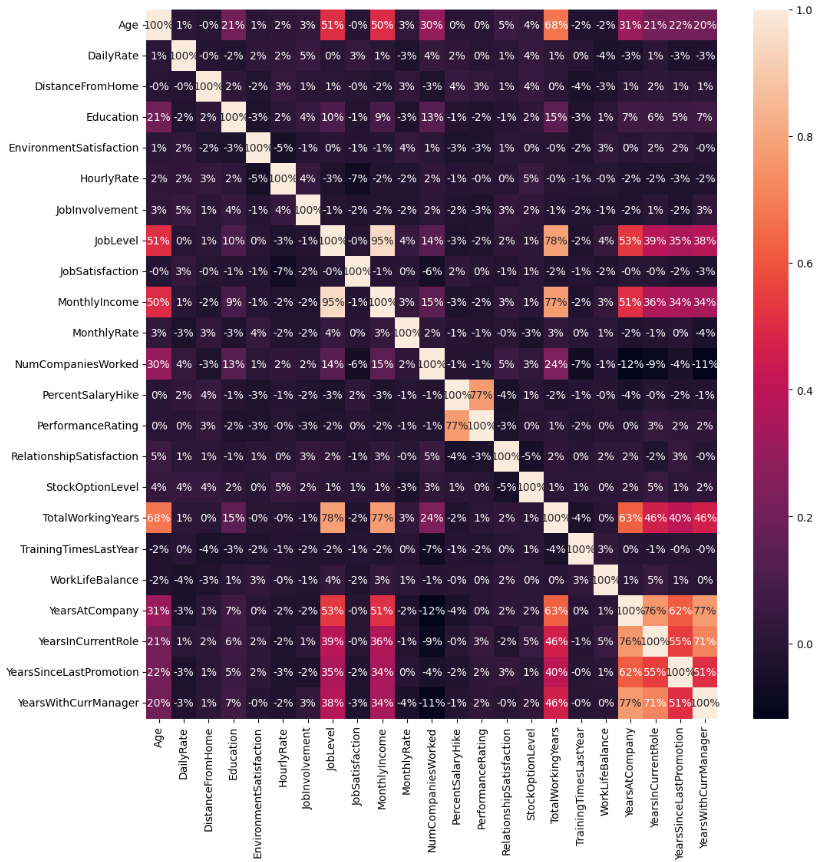 Age 100% 1% -0% 21% 1% 2% 3% 51% -0% 50% 3% 30% 0% 0% 5% 4% 68% -2% -2% 31% 21% 22% 20%
DailyRate 1% 100% -0% -2% 2% 2% 5% 0% 3% 1% -3% 4% 2% 0% 1% 4% 1% 0% -4% -3% 1% -3% -3%
DistanceFromHome -0% -0% 100% 2% -2% 3% 1% 1% -0% -2% 3% -3% 4% 3% 1% 4% 0% -4% -3% 1% 2% 1% 1%
Education 21% -2% 2% 100% -3% 2% 4% 10% -1% 9% -3% 13% -1% -2% -1% 2% 15% -3% 1% 7% 6% 5% 7%
EnvironmentSatisfaction 1% 2% -2% -3% 100% -5% -1% 0% -1% -1% 4% 1% -3% -3% 1% 0% -0% -2% 3% 0% 2% 2% -0%
HourlyRate 2% 2% 3% 2% -5% 100% 4% -3% -7% -2% -2% 2% -1% -0% 0% 5% -0% -1% -0% -2% -2% -3% -2%
JobInvolvement 3% 5% 1% 4% -1% 4% 100% -1% -2% -2% -2% 2% -2% -3% 3% 2% -1% -2% -1% -2% 1% -2% 3%
JobLevel 51% 0% 1% 10% 0% -3% -1% 100% -0% 95% 4% 14% -3% -2% 2% 1% 78% -2% 4% 53% 39% 35% 38%
JobSatisfaction -0% 3% -0% -1% -1% -7% -2% -0% 100% -1% 0% -6% 2% 0% -1% 1% -2% -1% -2% -0% -0% -2% -3%
MonthlyIncome 50% 1% -2% 9% -1% -2% -2% 95% -1% 100% 3% 15% -3% -2% 3% 1% 77% -2% 3% 51% 36% 34% 34%
MonthlyRate 3% -3% 3% -3% 4% -2% -2% 4% 0% 3% 100% 2% -1% -1% -0% -3% 3% 0% 1% -2% -1% 0% -4%
NumCompaniesWorked 30% 4% -3% 13% 1% 2% 2% 14% -6% 15% 2% 100% -1% -1% 5% 3% 24% -7% -1% -12% -9% -4% -11%
PercentSalaryHike 0% 2% 4% -1% -3% -1% -2% -3% 2% -3% -1% -1% 100% 77% -4% 1% -2% -1% -0% -4% -0% -2% -1%
PerformanceRating 0% 0% 3% -2% -3% -0% -3% -2% 0% -2% -1% -1% 77% 100% -3% 0% 1% -2% 0% 0% 3% 2% 2%
RelationshipSatisfaction 5% 1% 1% -1% 1% 0% 3% 2% -1% 3% -0% 5% -4% -3% 100% -5% 2% 0% 2% 2% -2% 3% -0%
StockOptionLevel 4% 4% 4% 2% 0% 5% 2% 1% 1% 1% -3% 3% 1% 0% -5% 100% 1% 1% 0% 2% 5% 1% 2%
TotalWorkingYears 68% 1% 0% 15% -0% -0% -1% 78% -2% 77% 3% 24% -2% 1% 2% 1% 100% -4% 0% 63% 46% 40% 46%
TrainingTimesLastYear -2% 0% -4% -3% -2% -1% -2% -2% -1% -2% 0% -7% -1% -2% 0% 1% -4% 100% 3% 0% -1% -0% -0%
WorkLifeBalance -2% -4% -3% 1% 3% -0% -1% 4% -2% 3% 1% -1% -0% 0% 2% 0% 0% 3% 100% 1% 5% 1% 0%
YearsAtCompany 31% -3% 1% 7% 0% -2% -2% 53% -0% 51% -2% -12% -4% 0% 2% 2% 63% 0% 1% 100% 76% 62% 77%
YearsInCurrentRole 21% 1% 2% 6% 2% -2% 1% 39% -0% 36% -1% -9% -0% 3% -2% 5% 46% -1% 5% 76% 100% 55% 71%
YearsSinceLastPromotion 22% -3% 1% 5% 2% -3% -2% 35% -2% 34% 0% -4% -2% 2% 3% 1% 40% -0% 1% 62% 55% 100% 51%
YearsWithCurrManager 20% -3% 1% 7% -0% -2% 3% 38% -3% 34% -4% -11% -1% 2% -0% 2% 46% -0% 0% 77% 71% 51% 100%
Age
DailyRate
DistanceFromHome
Education
EnvironmentSatisfaction
HourlyRate
JobInvolvement
JobLevel
JobSatisfaction
MonthlyIncome
MonthlyRate
NumCompaniesWorked
PercentSalaryHike
PerformanceRating
RelationshipSatisfaction
StockOptionLevel
TotalWorkingYears
TrainingTimesLastYear
WorkLifeBalance
YearsAtCompany
YearsInCurrentRole
YearsSinceLastPromotion
YearsWithCurrManager
1.0
0.8
0.6
0.4
0.2
0.0